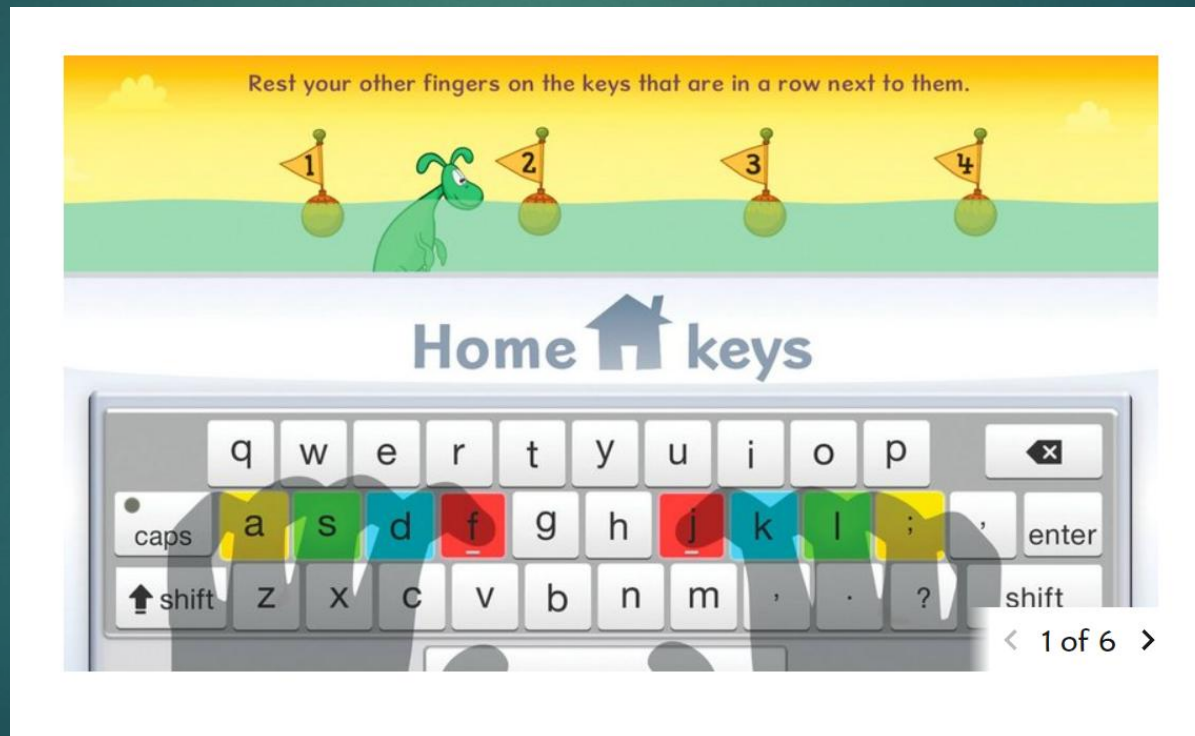 Rest your other fingers on the keys that are in a row next to them.
1 2 3 4
Home keys
q w e r t y u i o p
caps a s d f g h j k l ; ' enter
shift z x c v b n m , . ? shift
1 of 6